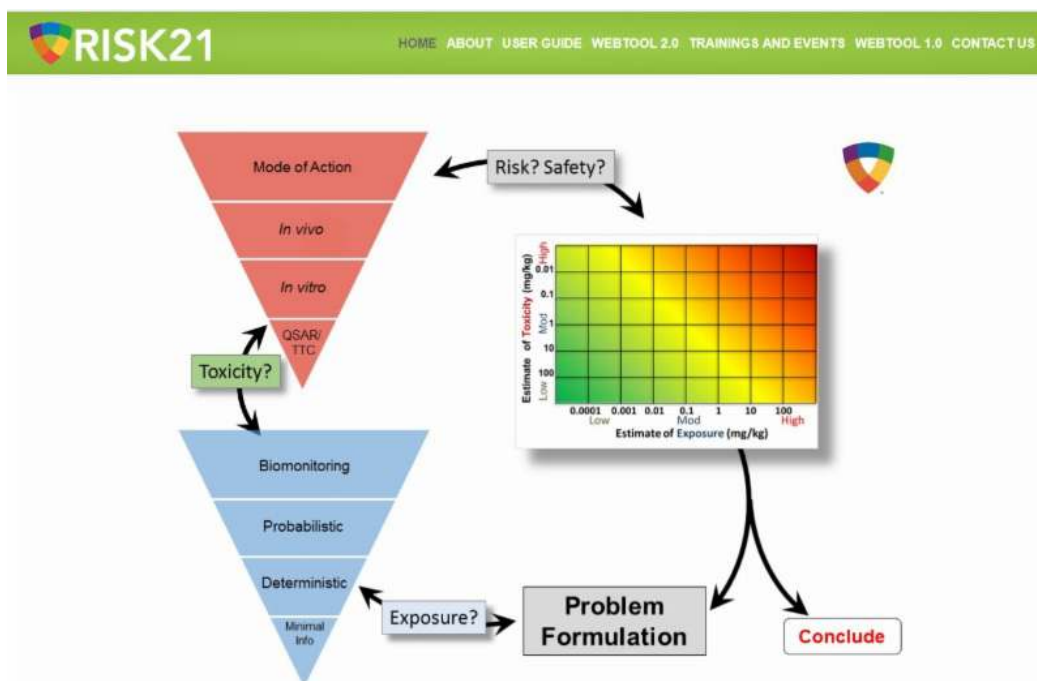 RISK21
HOME ABOUT USER GUIDE WEBTOOL 2.0 TRAININGS AND EVENTS WEBTOOL 1.0 CONTACT US
Mode of Action
In vivo
In vitro
QSAR/
TTC
Risk? Safety?
Toxicity?
Estimate of Toxicity (mg/kg)
High
Mod
Low
0.01
0.1
1
10
100
0.0001 0.001 0.01 0.1 1 10 100
Low Mod High
Estimate of Exposure (mg/kg)
Biomonitoring
Probabilistic
Deterministic
Minimal
Info
Exposure?
Problem
Formulation
Conclude